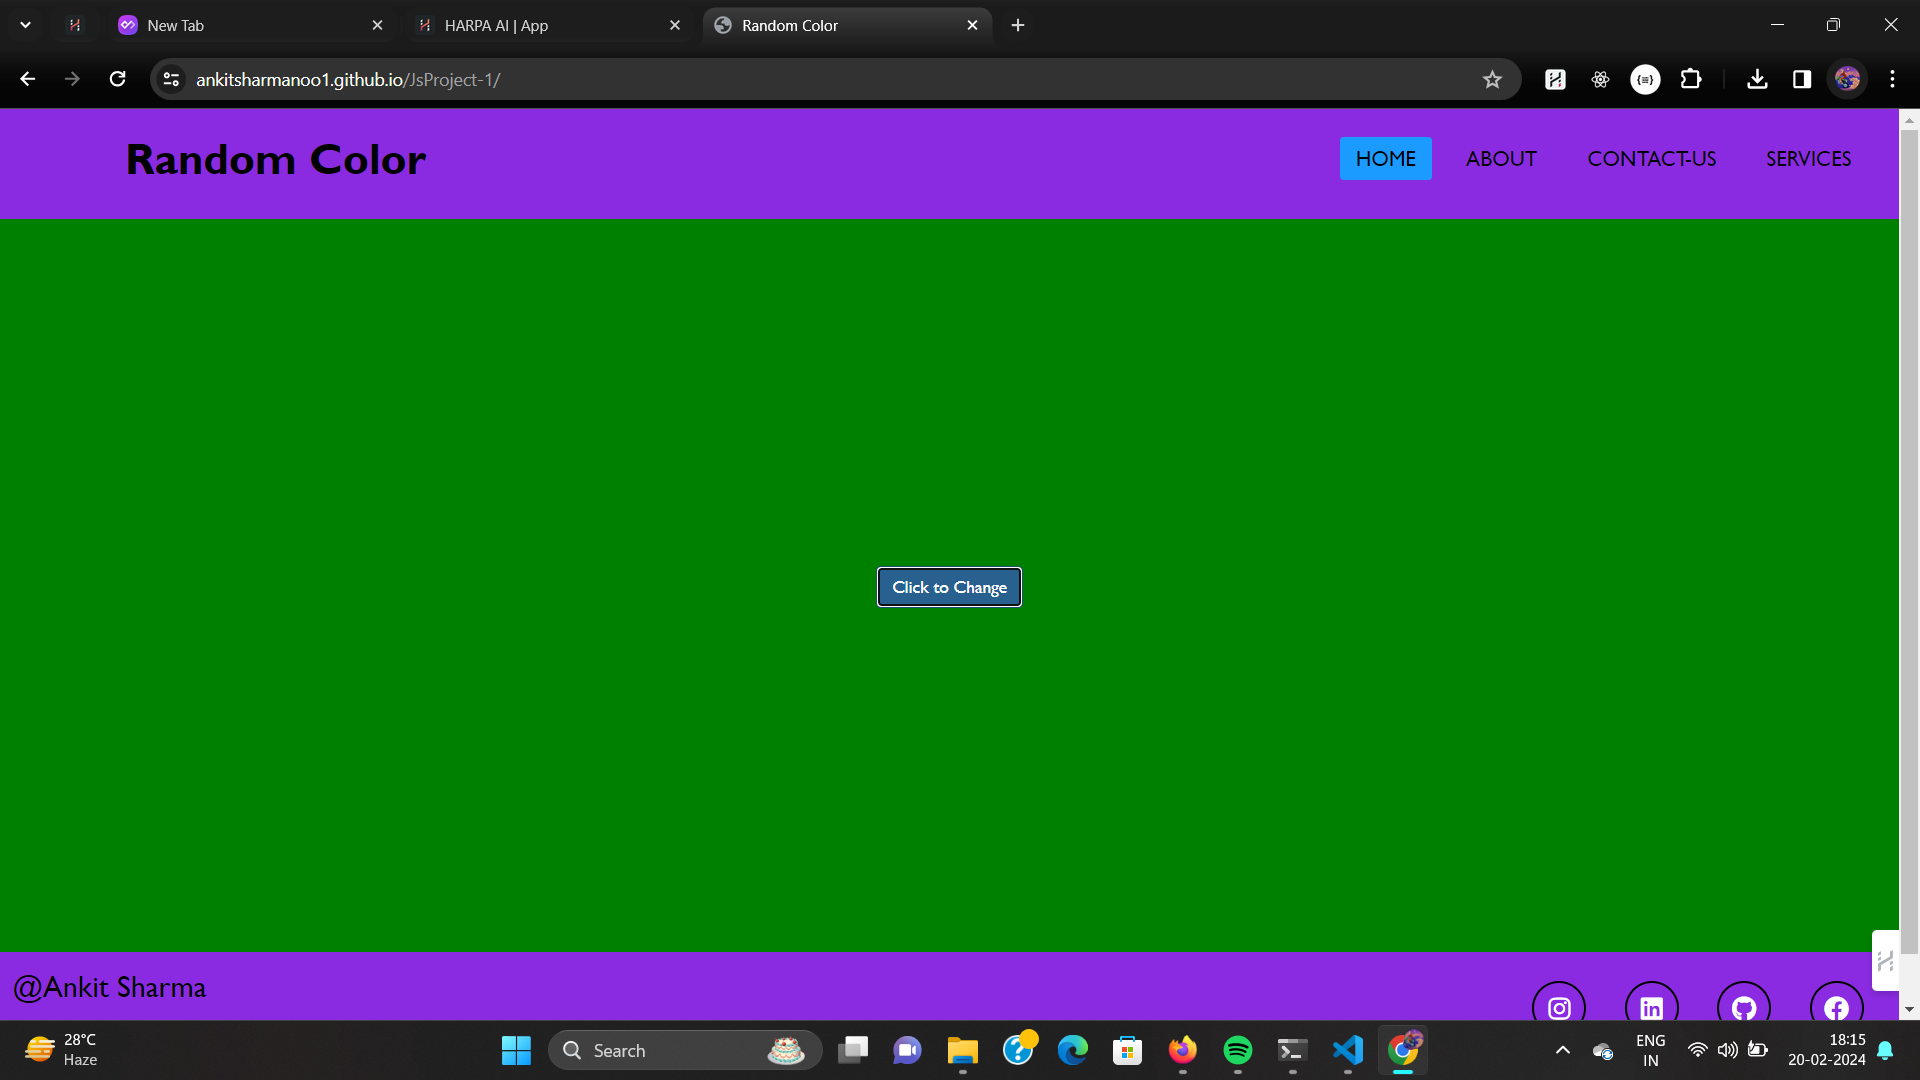 New Tab
HARPA AI | App
Random Color
ankitsharmanoo1.github.io/JsProject-1/
Random Color
HOME ABOUT CONTACT-US SERVICES
Click to Change
@Ankit Sharma
28°C
Haze
Search
ENG
IN
18:15
20-02-2024